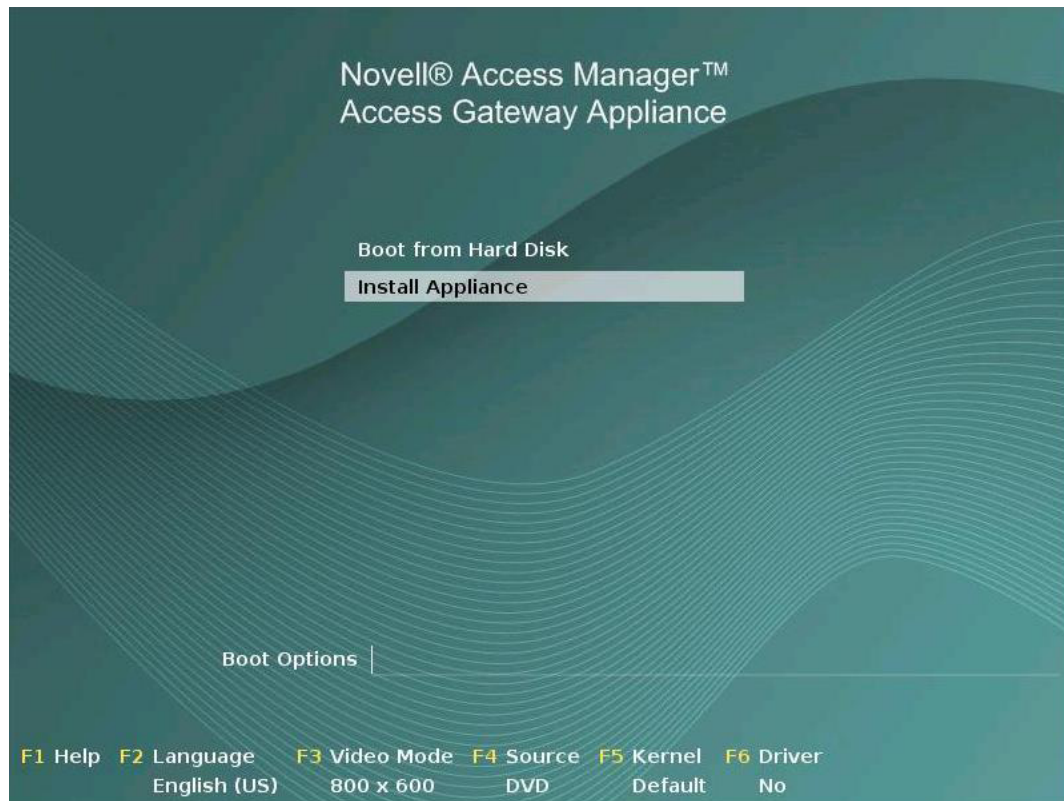 Novell® Access Manager™
Access Gateway Appliance
Boot from Hard Disk
Install Appliance
Boot Options
F1 Help F2 Language F3 Video Mode F4 Source F5 Kernel F6 Driver
English (US) 800 x 600 DVD Default No